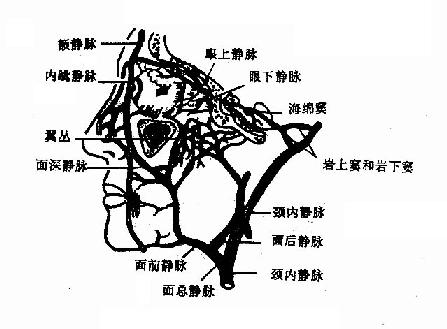 额静脉
眼上静脉
内眦静脉
眼下静脉
海绵窦
翼丛
面深静脉
岩上窦和岩下窦
颈内静脉
面后静脉
面前静脉
面总静脉
颈内静脉